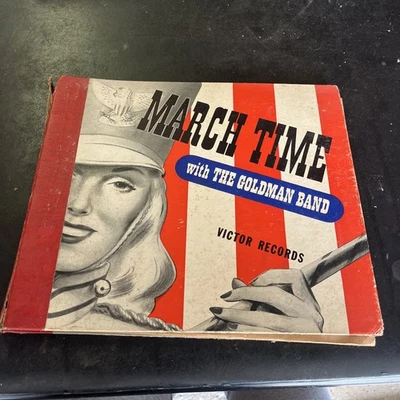 MARCH TIME
with THE GOLDMAN BAND
VICTOR RECORDS